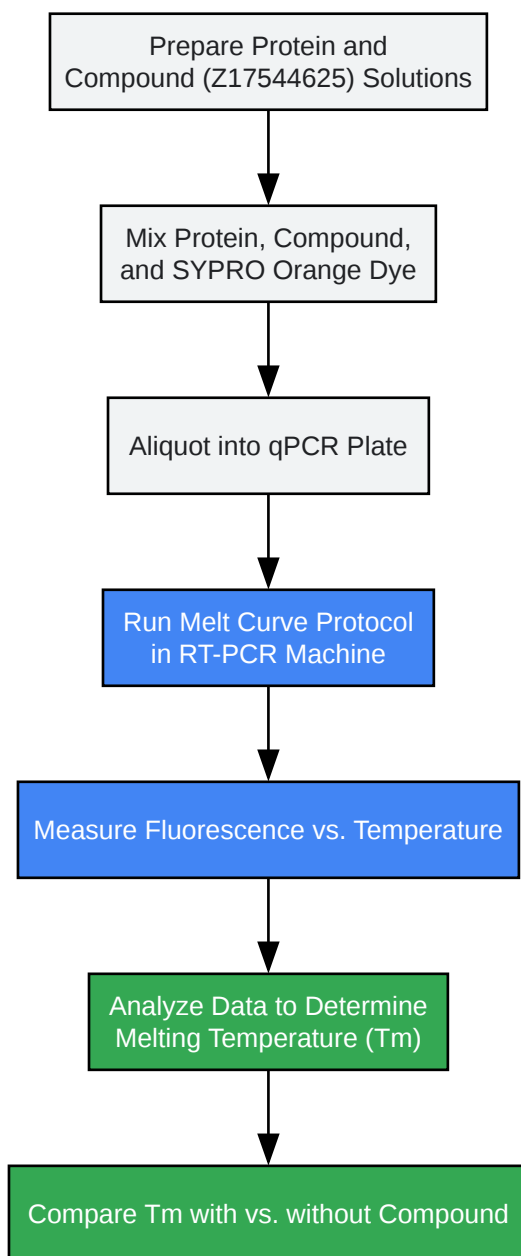 Prepare Protein and
Compound (Z17544625) Solutions
Mix Protein, Compound,
and SYPRO Orange Dye
Aliquot into qPCR Plate
Run Melt Curve Protocol
in RT-PCR Machine
Measure Fluorescence vs. Temperature
Analyze Data to Determine
Melting Temperature (Tm)
Compare Tm with vs. without Compound